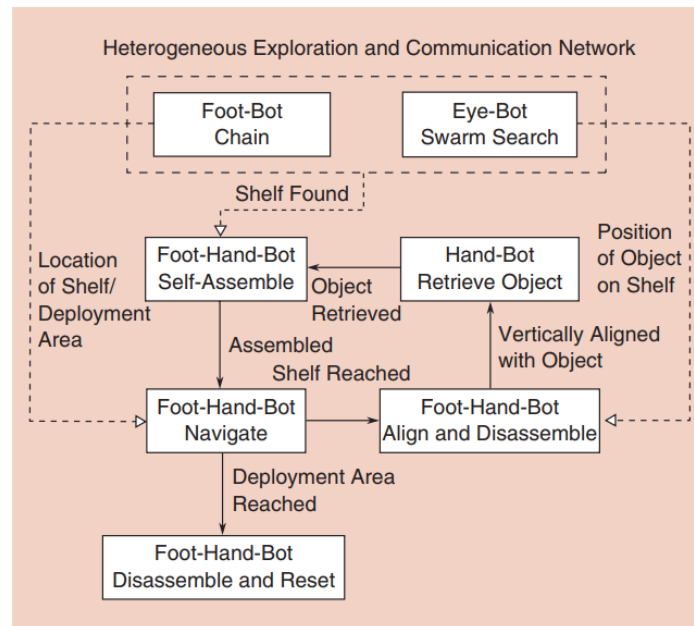 Heterogeneous Exploration and Communication Network
Foot-Bot
Chain
Eye-Bot
Swarm Search
Shelf Found
Location
of Shelf/
Deployment
Area
Foot-Hand-Bot
Self-Assemble
Object
Retrieved
Hand-Bot
Retrieve Object
Position
of Object
on Shelf
Assembled
Shelf Reached
Vertically Aligned
with Object
Foot-Hand-Bot
Navigate
Foot-Hand-Bot
Align and Disassemble
Deployment Area
Reached
Foot-Hand-Bot
Disassemble and Reset